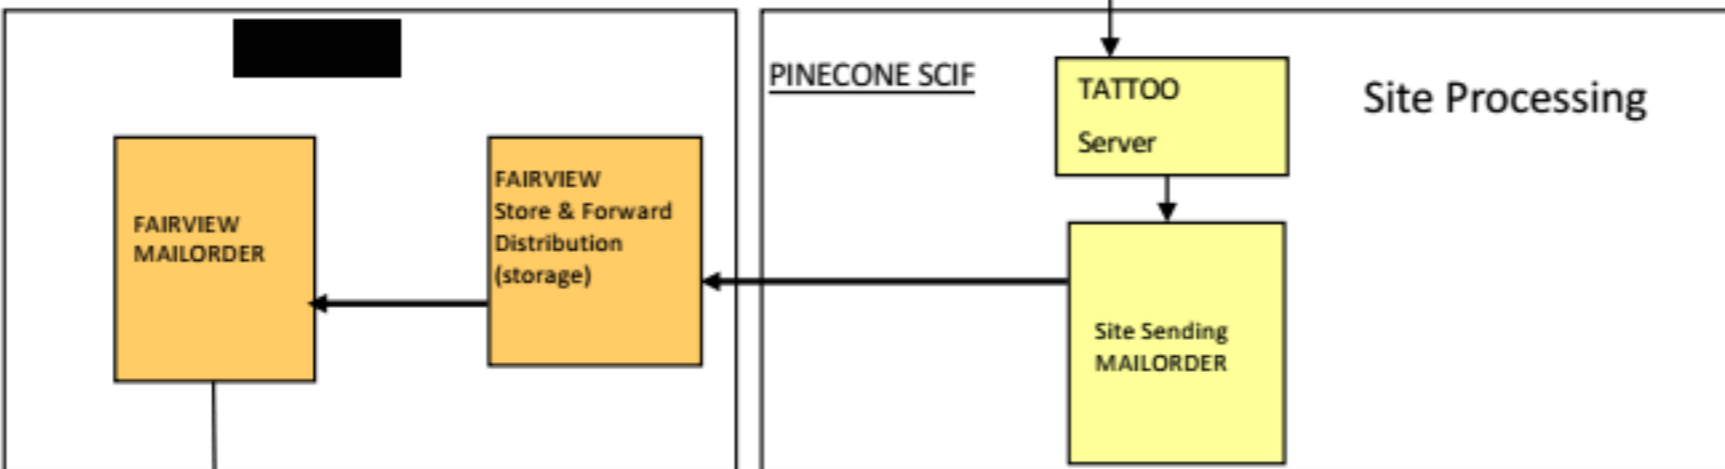 PINECONE SCIF
TATTOO
Server
Site Processing
FAIRVIEW
MAILORDER
FAIRVIEW
Store & Forward
Distribution
(storage)
Site Sending
MAILORDER